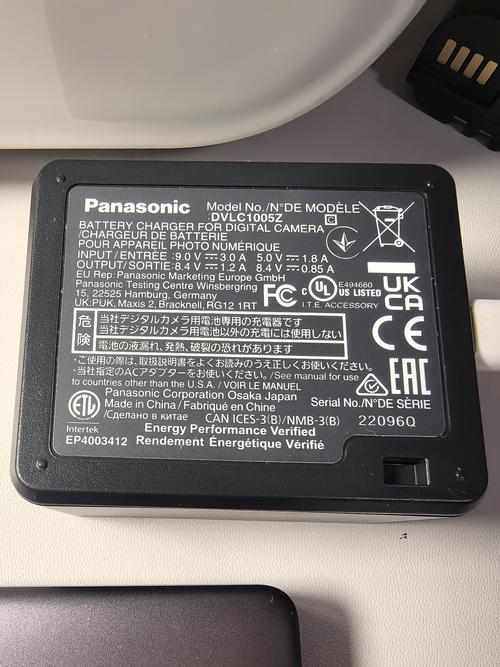 Panasonic Model No./N°DE MODÈLE
:DVLC1005Z
BATTERY CHARGER FOR DIGITAL CAMERA
/CHARGEUR DE BATTERIE
POUR APPAREIL PHOTO NUMÉRIQUE
INPUT/ENTRÉE :9.0 V⎓3.0 A 5.0 V⎓1.8 A
OUTPUT/SORTIE:8.4 V⎓1.2 A 8.4 V⎓0.85 A
EU Rep: Panasonic Marketing Europe GmbH
Panasonic Testing Centre Winsbergring
15, 22525 Hamburg, Germany
UK:PUK, Maxis 2, Bracknell, RG12 1RT
FC
c UL US LISTED
E494660
I.T.E. ACCESSORY
UK
CA
CE
EAC
危険
当社デジタルカメラ用電池専用の充電器です
当社デジタルカメラ用電池以外の充電には使用しない
電池の液漏れ、発熱、破裂の恐れがあります
・ご使用の際は、取扱説明書をよくお読みのうえ正しくお使いください。
・当社指定のACアダプターをお使いください。/See manual for use
to countries other than the U.S.A. / VOIR LE MANUEL
Panasonic Corporation Osaka Japan
Made in China / Fabriqué en China
/Сделано в китае
Serial No./N°DE SÈRIE
CAN ICES-3(B)/NMB-3(B) 22096Q
ETL
Intertek
EP4003412
Energy Performance Verified
Rendement Énergétique Vérifié